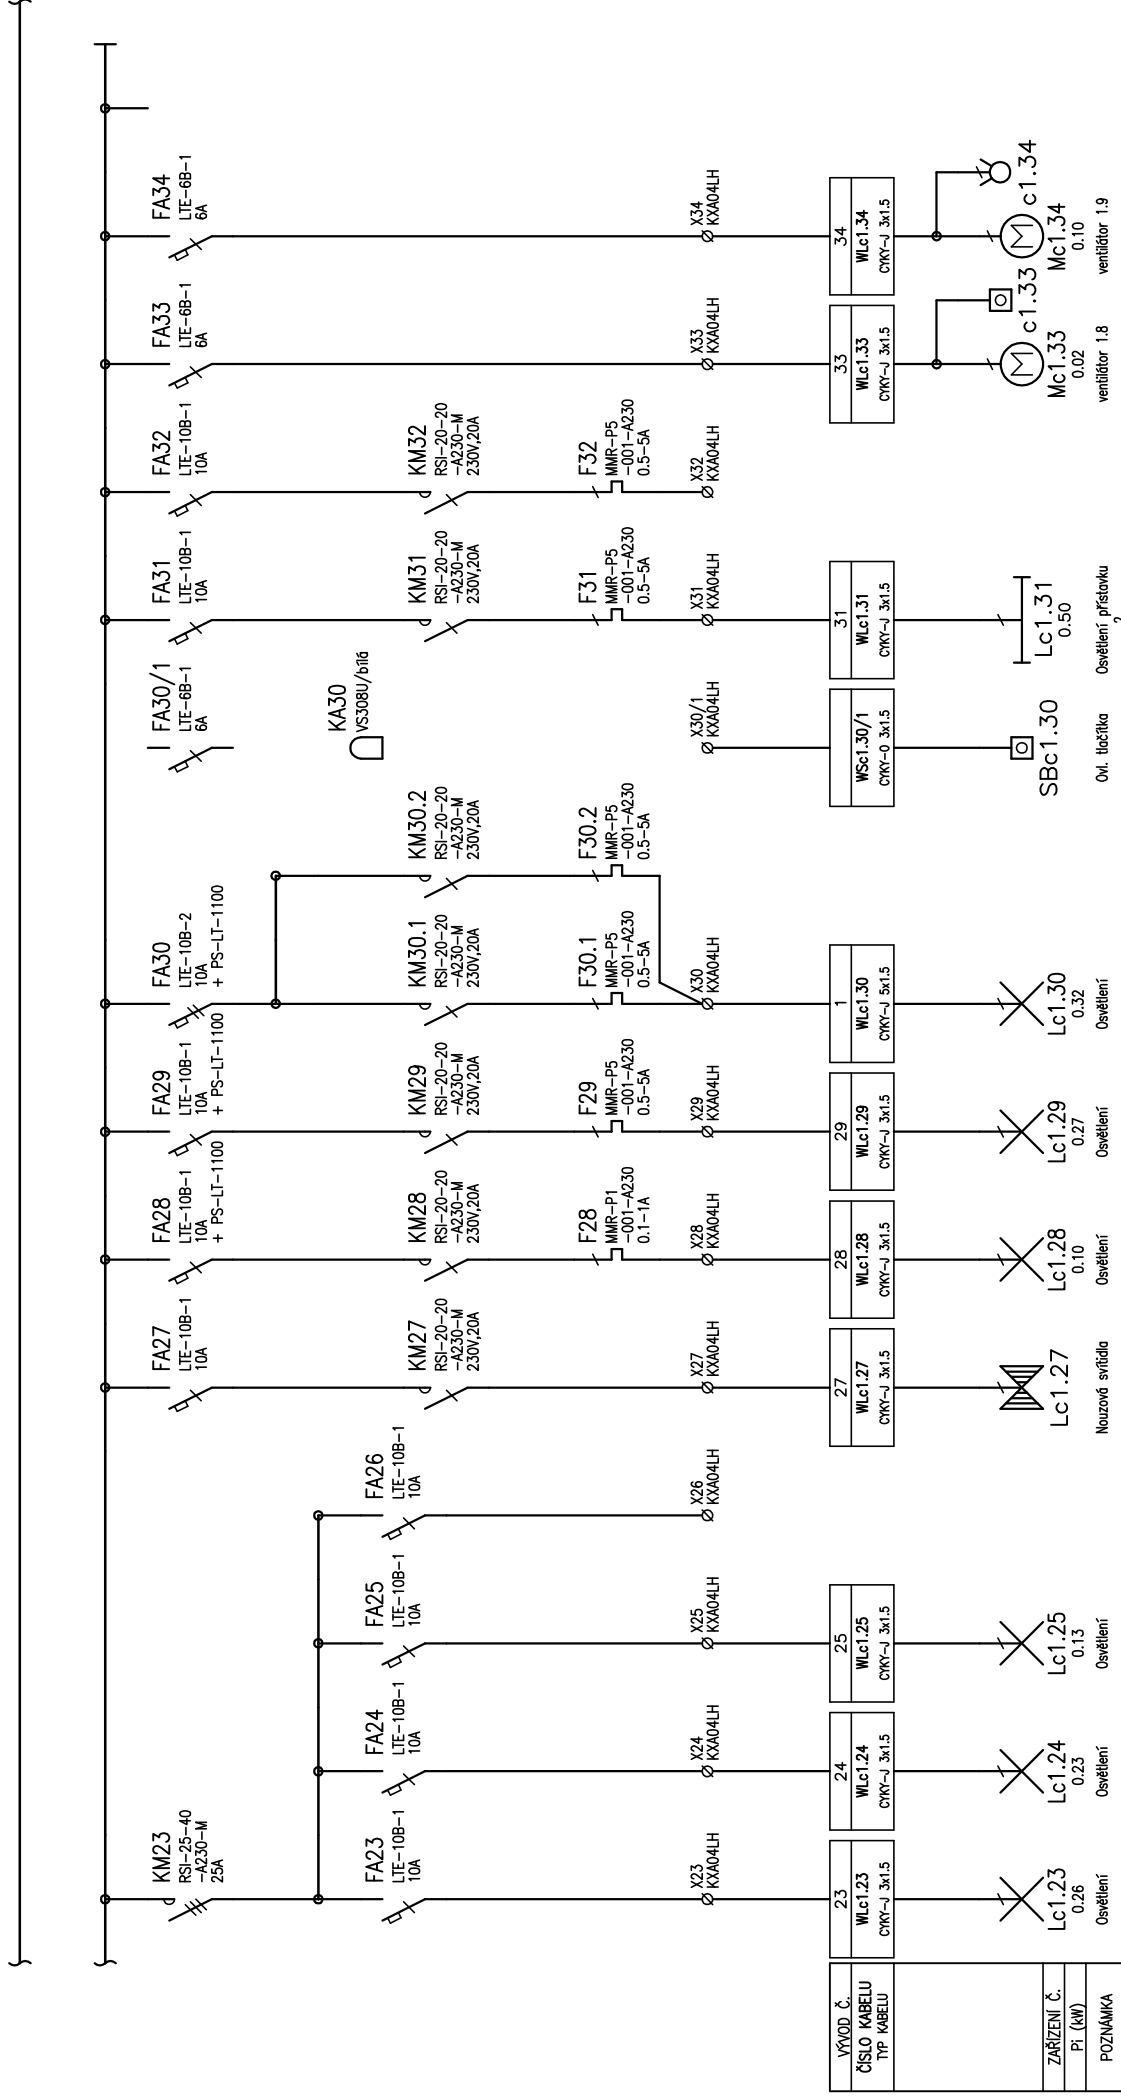 KM23
RSI-25-40
-A230-M
25A
FA23
LTE-10B-1
10A
X23
KXA04LH
23
WLc1.23
CYKY-J 3x1.5
Lc1.23
0.26
Osvětlení
FA24
LTE-10B-1
10A
X24
KXA04LH
24
WLc1.24
CYKY-J 3x1.5
Lc1.24
0.23
Osvětlení
FA25
LTE-10B-1
10A
X25
KXA04LH
25
WLc1.25
CYKY-J 3x1.5
Lc1.25
0.13
Osvětlení
FA26
LTE-10B-1
10A
X26
KXA04LH
FA27
LTE-10B-1
10A
KM27
RSI-20-20
-A230-M
230V,20A
X27
KXA04LH
27
WLc1.27
CYKY-J 3x1.5
Lc1.27
Nouzová svítidla
FA28
LTE-10B-1
10A
+ PS-LT-1100
KM28
RSI-20-20
-A230-M
230V,20A
F28
MMR-P1
-001-A230
0.1-1A
X28
KXA04LH
28
WLc1.28
CYKY-J 3x1.5
Lc1.28
0.10
Osvětlení
FA29
LTE-10B-1
10A
+ PS-LT-1100
KM29
RSI-20-20
-A230-M
230V,20A
F29
MMR-P5
-001-A230
0.5-5A
X29
KXA04LH
29
WLc1.29
CYKY-J 3x1.5
Lc1.29
0.27
Osvětlení
FA30
LTE-10B-2
10A
+ PS-LT-1100
KM30.1
RSI-20-20
-A230-M
230V,20A
F30.1
MMR-P5
-001-A230
0.5-5A
X30
KXA04LH
1
WLc1.30
CYKY-J 5x1.5
Lc1.30
0.32
Osvětlení
KM30.2
RSI-20-20
-A230-M
230V,20A
F30.2
MMR-P5
-001-A230
0.5-5A
FA30/1
LTE-6B-1
6A
KA30
VS308U/bílá
X30/1
KXA04LH
WSc1.30/1
CYKY-O 3x1.5
SBc1.30
Ovl. tlačítka
FA31
LTE-10B-1
10A
KM31
RSI-20-20
-A230-M
230V,20A
F31
MMR-P5
-001-A230
0.5-5A
X31
KXA04LH
31
WLc1.31
CYKY-J 3x1.5
Lc1.31
0.50
Osvětlení přístavku
2
FA32
LTE-10B-1
10A
KM32
RSI-20-20
-A230-M
230V,20A
F32
MMR-P5
-001-A230
0.5-5A
X32
KXA04LH
FA33
LTE-6B-1
6A
X33
KXA04LH
33
WLc1.33
CYKY-J 3x1.5
M
c1.33
Mc1.33
0.02
ventilátor 1.8
FA34
LTE-6B-1
6A
X34
KXA04LH
34
WLc1.34
CYKY-J 3x1.5
M
c1.34
Mc1.34
0.10
ventilátor 1.9
VÝVOD Č.
ČÍSLO KABELU
TYP KABELU
ZAŘÍZENÍ Č.
Pi (kW)
POZNÁMKA